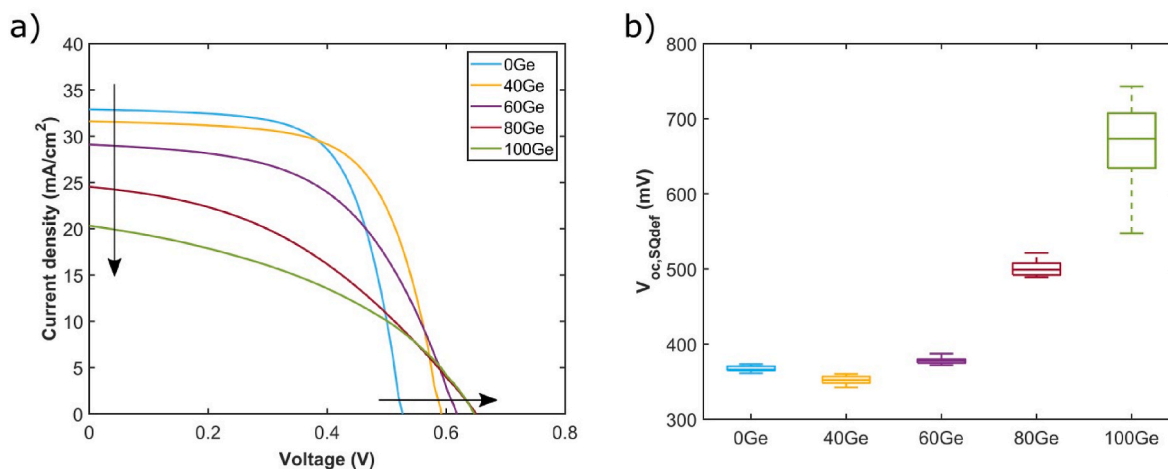 a)
40
35
30
25
20
15
10
5
0
Current density (mA/cm²)
0
0.2
0.4
0.6
0.8
Voltage (V)
0Ge
40Ge
60Ge
80Ge
100Ge
b)
800
700
600
500
400
300
V_oc,SQdef (mV)
0Ge
40Ge
60Ge
80Ge
100Ge